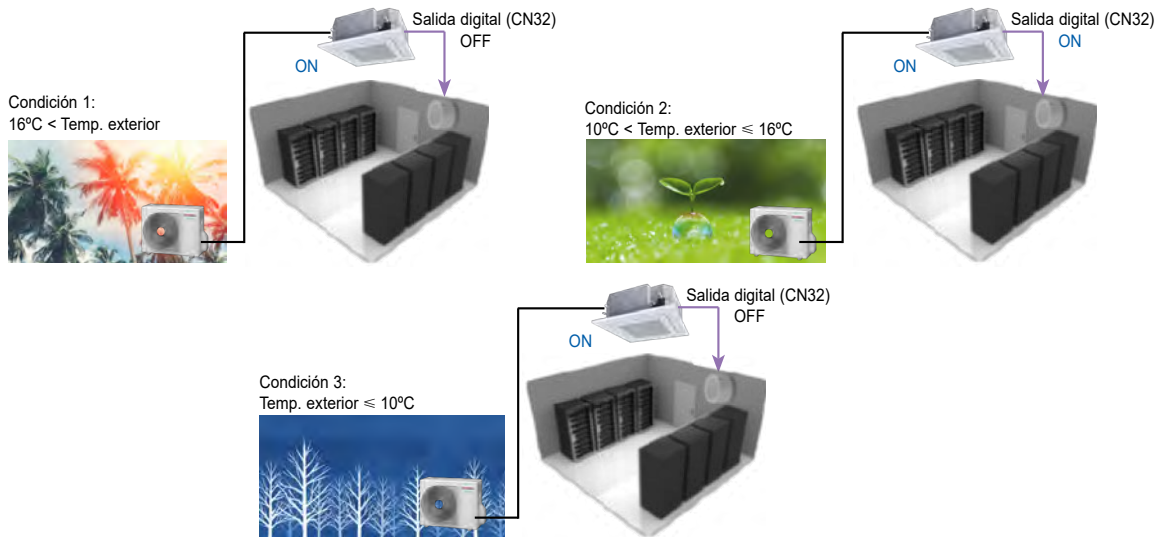 Salida digital (CN32)
OFF
ON
Condición 1:
16ºC < Temp. exterior
Salida digital (CN32)
ON
ON
Condición 2:
10ºC < Temp. exterior ⩽ 16ºC
Salida digital (CN32)
OFF
ON
Condición 3:
Temp. exterior ⩽ 10ºC